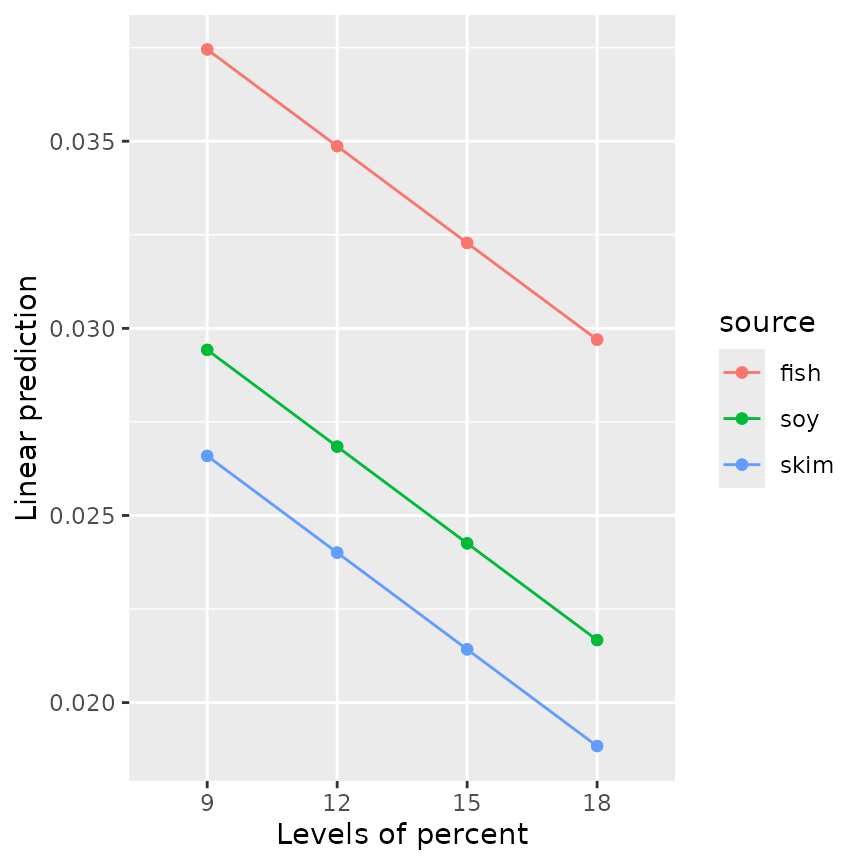 0.035
0.030
0.025
0.020
Linear prediction
9 12 15 18
Levels of percent
source
fish
soy
skim